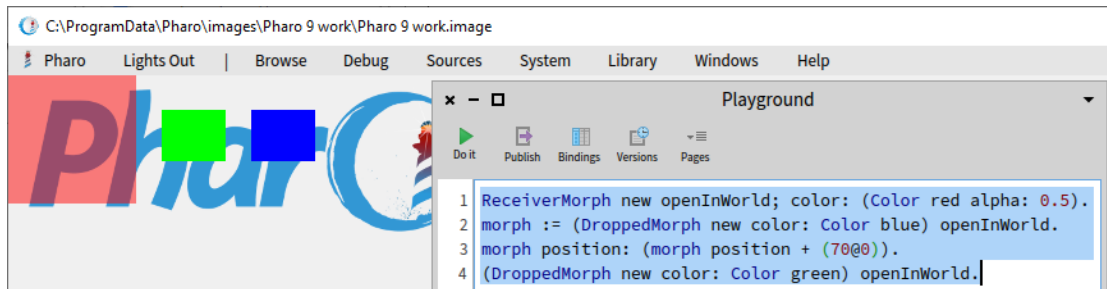 C:\ProgramData\Pharo\images\Pharo 9 work\Pharo 9 work.image
Pharo Lights Out | Browse Debug Sources System Library Windows Help
Pharo
x – Playground
Do it Publish Bindings Versions Pages
1 ReceiverMorph new openInWorld; color: (Color red alpha: 0.5).
2 morph := (DroppedMorph new color: Color blue) openInWorld.
3 morph position: (morph position + (70@0)).
4 (DroppedMorph new color: Color green) openInWorld.